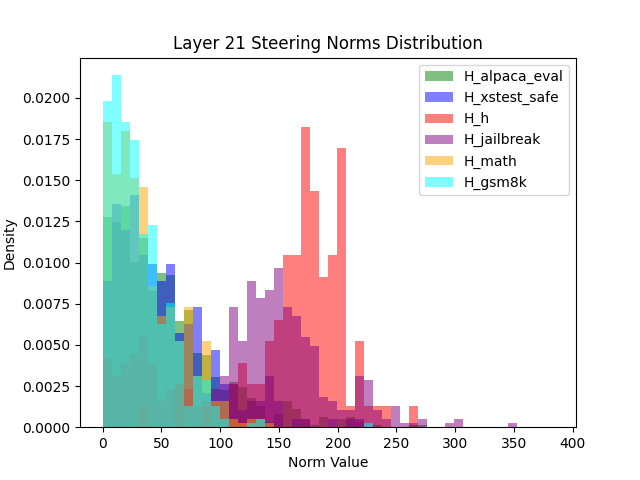 Layer 21 Steering Norms Distribution
H_alpaca_eval
H_xstest_safe
H_h
H_jailbreak
H_math
H_gsm8k
0.0200
0.0175
0.0150
0.0125
0.0100
0.0075
0.0050
0.0025
0.0000
Density
0 50 100 150 200 250 300 350 400
Norm Value